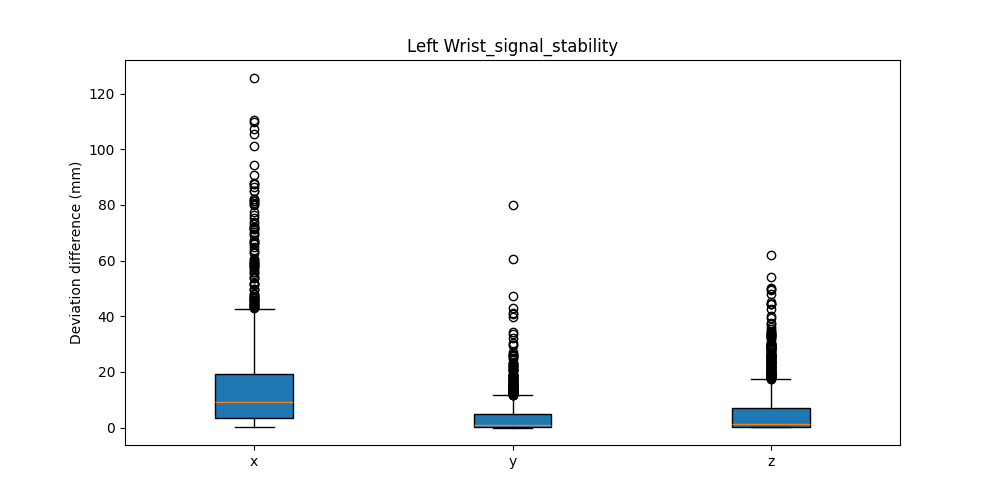 Left Wrist_signal_stability
Deviation difference (mm)
120
100
80
60
40
20
0
x
y
z